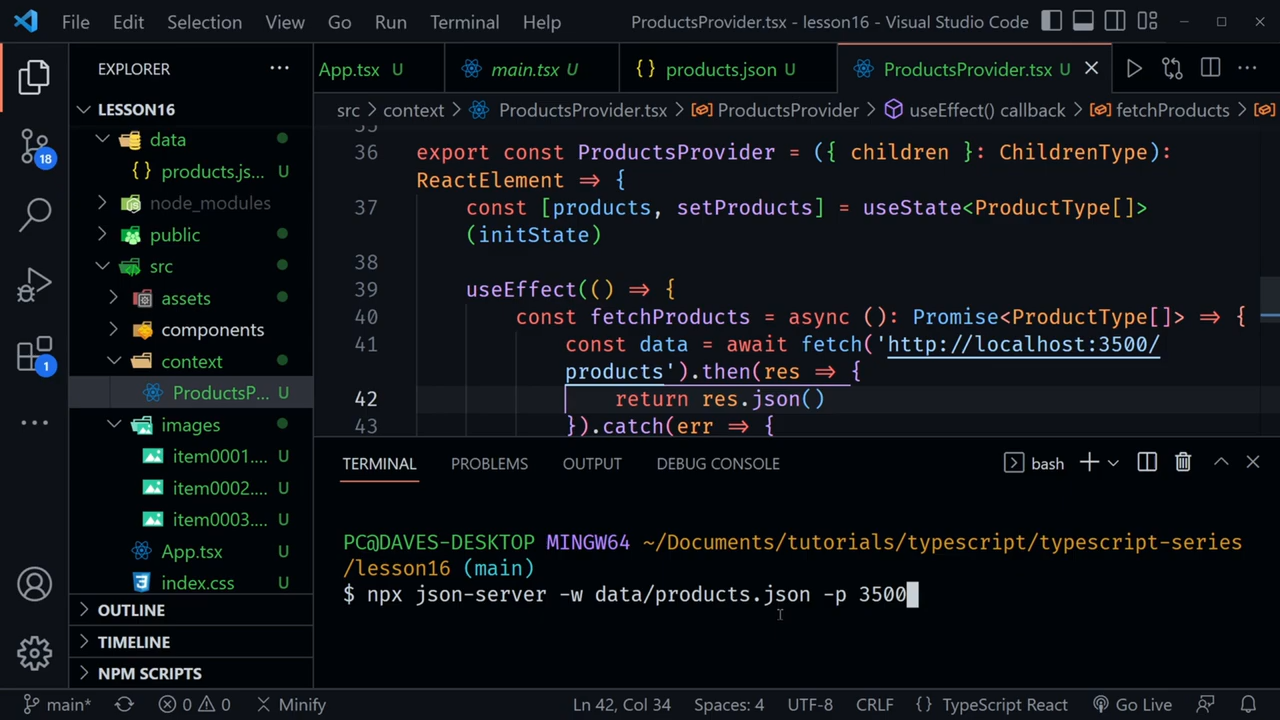 File Edit Selection View Go Run Terminal Help ProductsProvider.tsx - lesson16 - Visual Studio Code
EXPLORER ···
App.tsx U main.tsx U {} products.json U ProductsProvider.tsx U
LESSON16
src > context > ProductsProvider.tsx > ProductsProvider > useEffect() callback > fetchProducts >
data
{} products.js... U
node_modules
public
src
assets
components
context
ProductsP... U
images
item0001.... U
item0002.... U
item0003.... U
App.tsx U
index.css U
OUTLINE
TIMELINE
NPM SCRIPTS
18
1
36 export const ProductsProvider = ({ children }: ChildrenType):
ReactElement ⇒ {
37 const [products, setProducts] = useState<ProductType[]>
(initState)
38
39 useEffect(() ⇒ {
40 const fetchProducts = async (): Promise<ProductType[]> ⇒ {
41 const data = await fetch('http://localhost:3500/
products').then(res ⇒ {
42 return res.json()
43 }).catch(err ⇒ {
TERMINAL PROBLEMS OUTPUT DEBUG CONSOLE bash
PC@DAVES-DESKTOP MINGW64 ~/Documents/tutorials/typescript/typescript-series
/lesson16 (main)
$ npx json-server -w data/products.json -p 3500
main* 0 0 Minify Ln 42, Col 34 Spaces: 4 UTF-8 CRLF {} TypeScript React Go Live